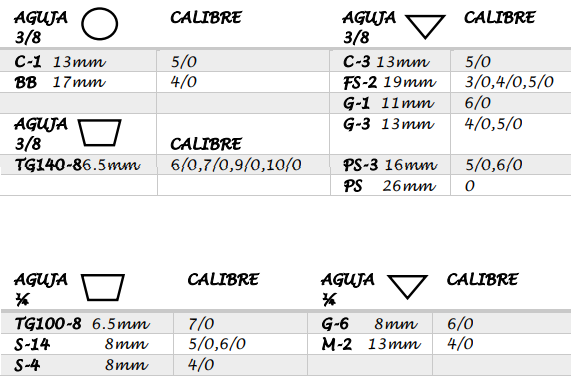 AGUJA CALIBRE AGUJA CALIBRE
3/8 3/8
C-1 13mm 5/0 C-3 13mm 5/0
BB 17mm 4/0 FS-2 19mm 3/0,4/0,5/0
G-1 11mm 6/0
AGUJA G-3 13mm 4/0,5/0
3/8 CALIBRE
TG140-86.5mm 6/0,7/0,9/0,10/0 PS-3 16mm 5/0,6/0
PS 26mm 0
AGUJA CALIBRE AGUJA CALIBRE
¼ ¼
TG100-8 6.5mm 7/0 G-6 8mm 6/0
S-14 8mm 5/0,6/0 M-2 13mm 4/0
S-4 8mm 4/0